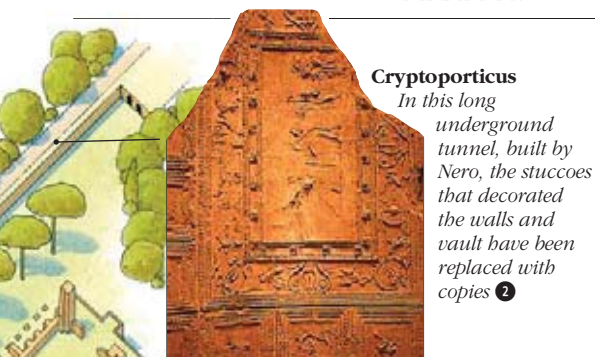 Cryptoporticus
In this long
underground
tunnel, built by
Nero, the stuccoes
that decorated
the walls and
vault have been
replaced with
copies ❷